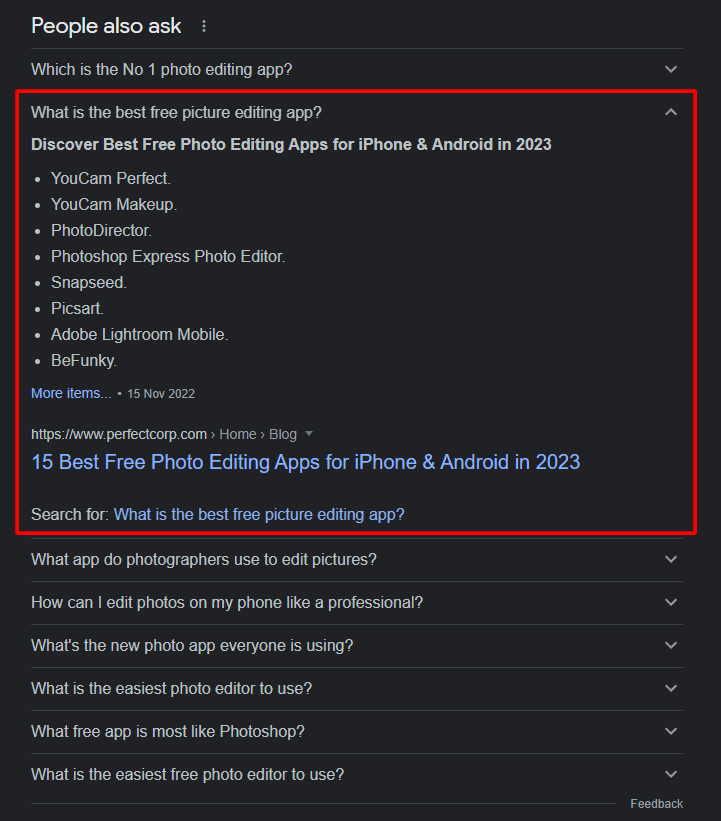 People also ask
Which is the No 1 photo editing app?
What is the best free picture editing app?
Discover Best Free Photo Editing Apps for iPhone & Android in 2023
• YouCam Perfect.
• YouCam Makeup.
• PhotoDirector.
• Photoshop Express Photo Editor.
• Snapseed.
• Picsart.
• Adobe Lightroom Mobile.
• BeFunky.
More items... • 15 Nov 2022
https://www.perfectcorp.com › Home › Blog
15 Best Free Photo Editing Apps for iPhone & Android in 2023
Search for: What is the best free picture editing app?
What app do photographers use to edit pictures?
How can I edit photos on my phone like a professional?
What's the new photo app everyone is using?
What is the easiest photo editor to use?
What free app is most like Photoshop?
What is the easiest free photo editor to use?
Feedback